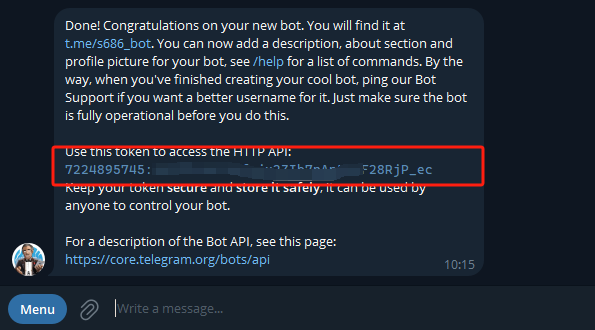 Done! Congratulations on your new bot. You will find it at
t.me/s686_bot. You can now add a description, about section and
profile picture for your bot, see /help for a list of commands. By the
way, when you've finished creating your cool bot, ping our Bot
Support if you want a better username for it. Just make sure the bot
is fully operational before you do this.
Use this token to access the HTTP API:
7224895745: F28RjP_ec
Keep your token secure and store it safely, it can be used by
anyone to control your bot.
For a description of the Bot API, see this page:
https://core.telegram.org/bots/api
10:15
Menu
Write a message...